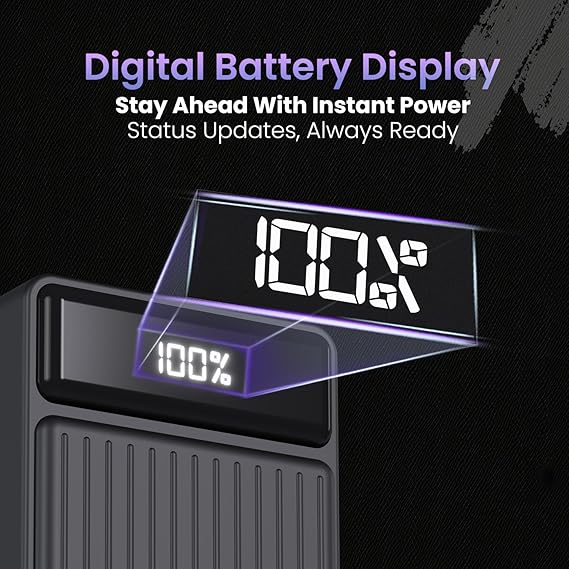 Digital Battery Display
Stay Ahead With Instant Power
Status Updates, Always Ready
100%
100%